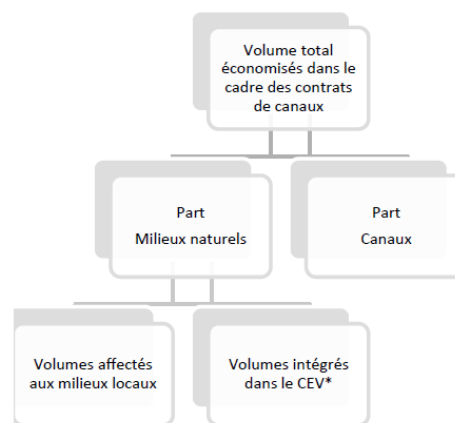 Volume total
économisés dans le
cadre des contrats
de canaux
Part
Milieux naturels
Part
Canaux
Volumes affectés
aux milieux locaux
Volumes intégrés
dans le CEV*